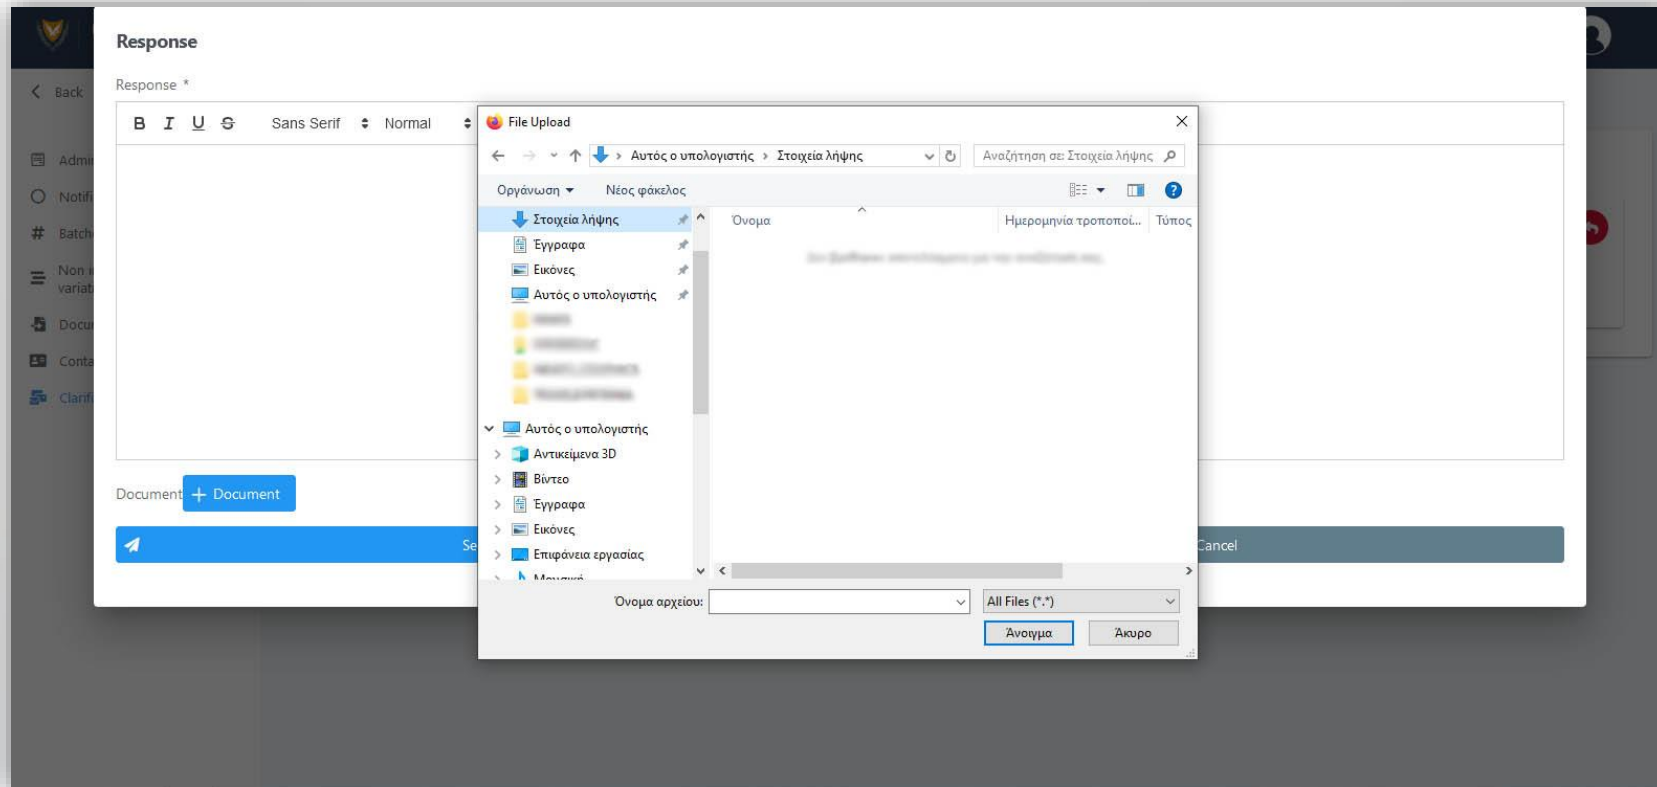 Response
Response *
Back
B I U S Sans Serif Normal
File Upload
Αυτός ο υπολογιστής › Στοιχεία λήψης
Αναζήτηση σε: Στοιχεία λήψης
Οργάνωση Νέος φάκελος
Όνομα Ημερομηνία τροποποί... Τύπος
Στοιχεία λήψης
Έγγραφα
Εικόνες
Αυτός ο υπολογιστής
Αυτός ο υπολογιστής
Αντικείμενα 3D
Βίντεο
Έγγραφα
Εικόνες
Επιφάνεια εργασίας
Μουσική
Όνομα αρχείου: All Files (*.*)
Άνοιγμα Άκυρο
Admi
Notifi
# Batch
Non i
variat
Docu
Conta
Clarifi
Document + Document
Se Cancel